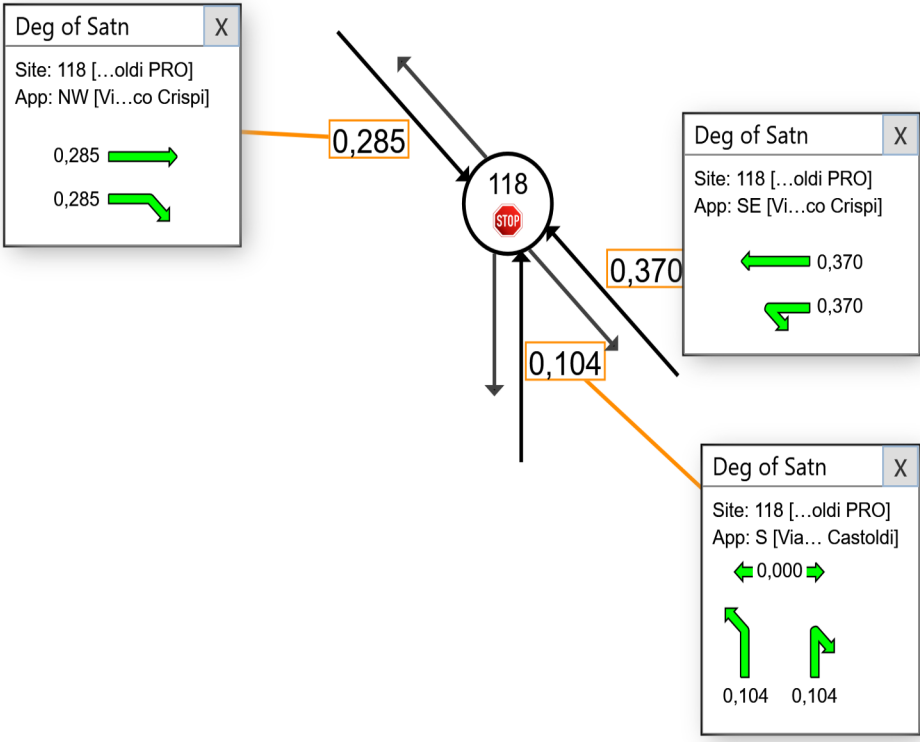 Deg of Satn X
Site: 118 [...oldi PRO]
App: NW [Vi...co Crispi]
0,285
0,285
0,285
118
STOP
Deg of Satn X
Site: 118 [...oldi PRO]
App: SE [Vi...co Crispi]
0,370
0,370
0,370
0,104
Deg of Satn X
Site: 118 [...oldi PRO]
App: S [Via... Castoldi]
0,000
0,104 0,104